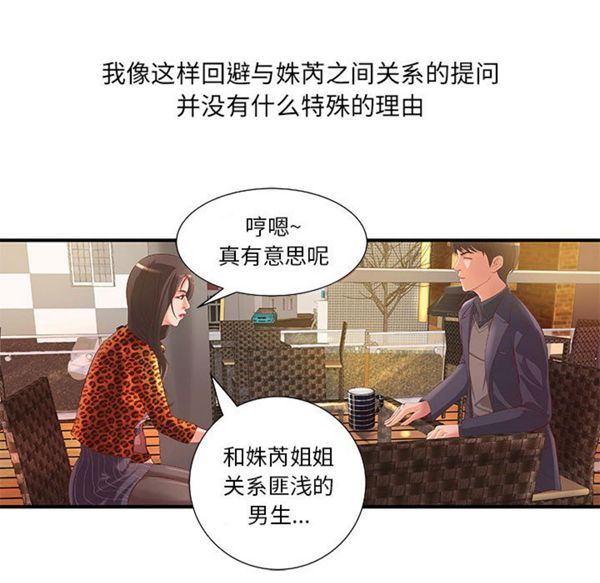 我像这样回避与姝芮之间关系的提问
并没有什么特殊的理由
哼嗯~
真有意思呢
和姝芮姐姐
关系匪浅的
男生...